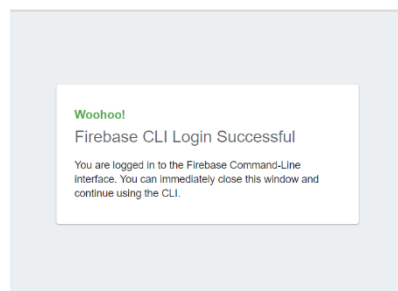 Woohoo!
Firebase CLI Login Successful
You are logged in to the Firebase Command-Line
interface. You can immediately close this window and
continue using the CLI.